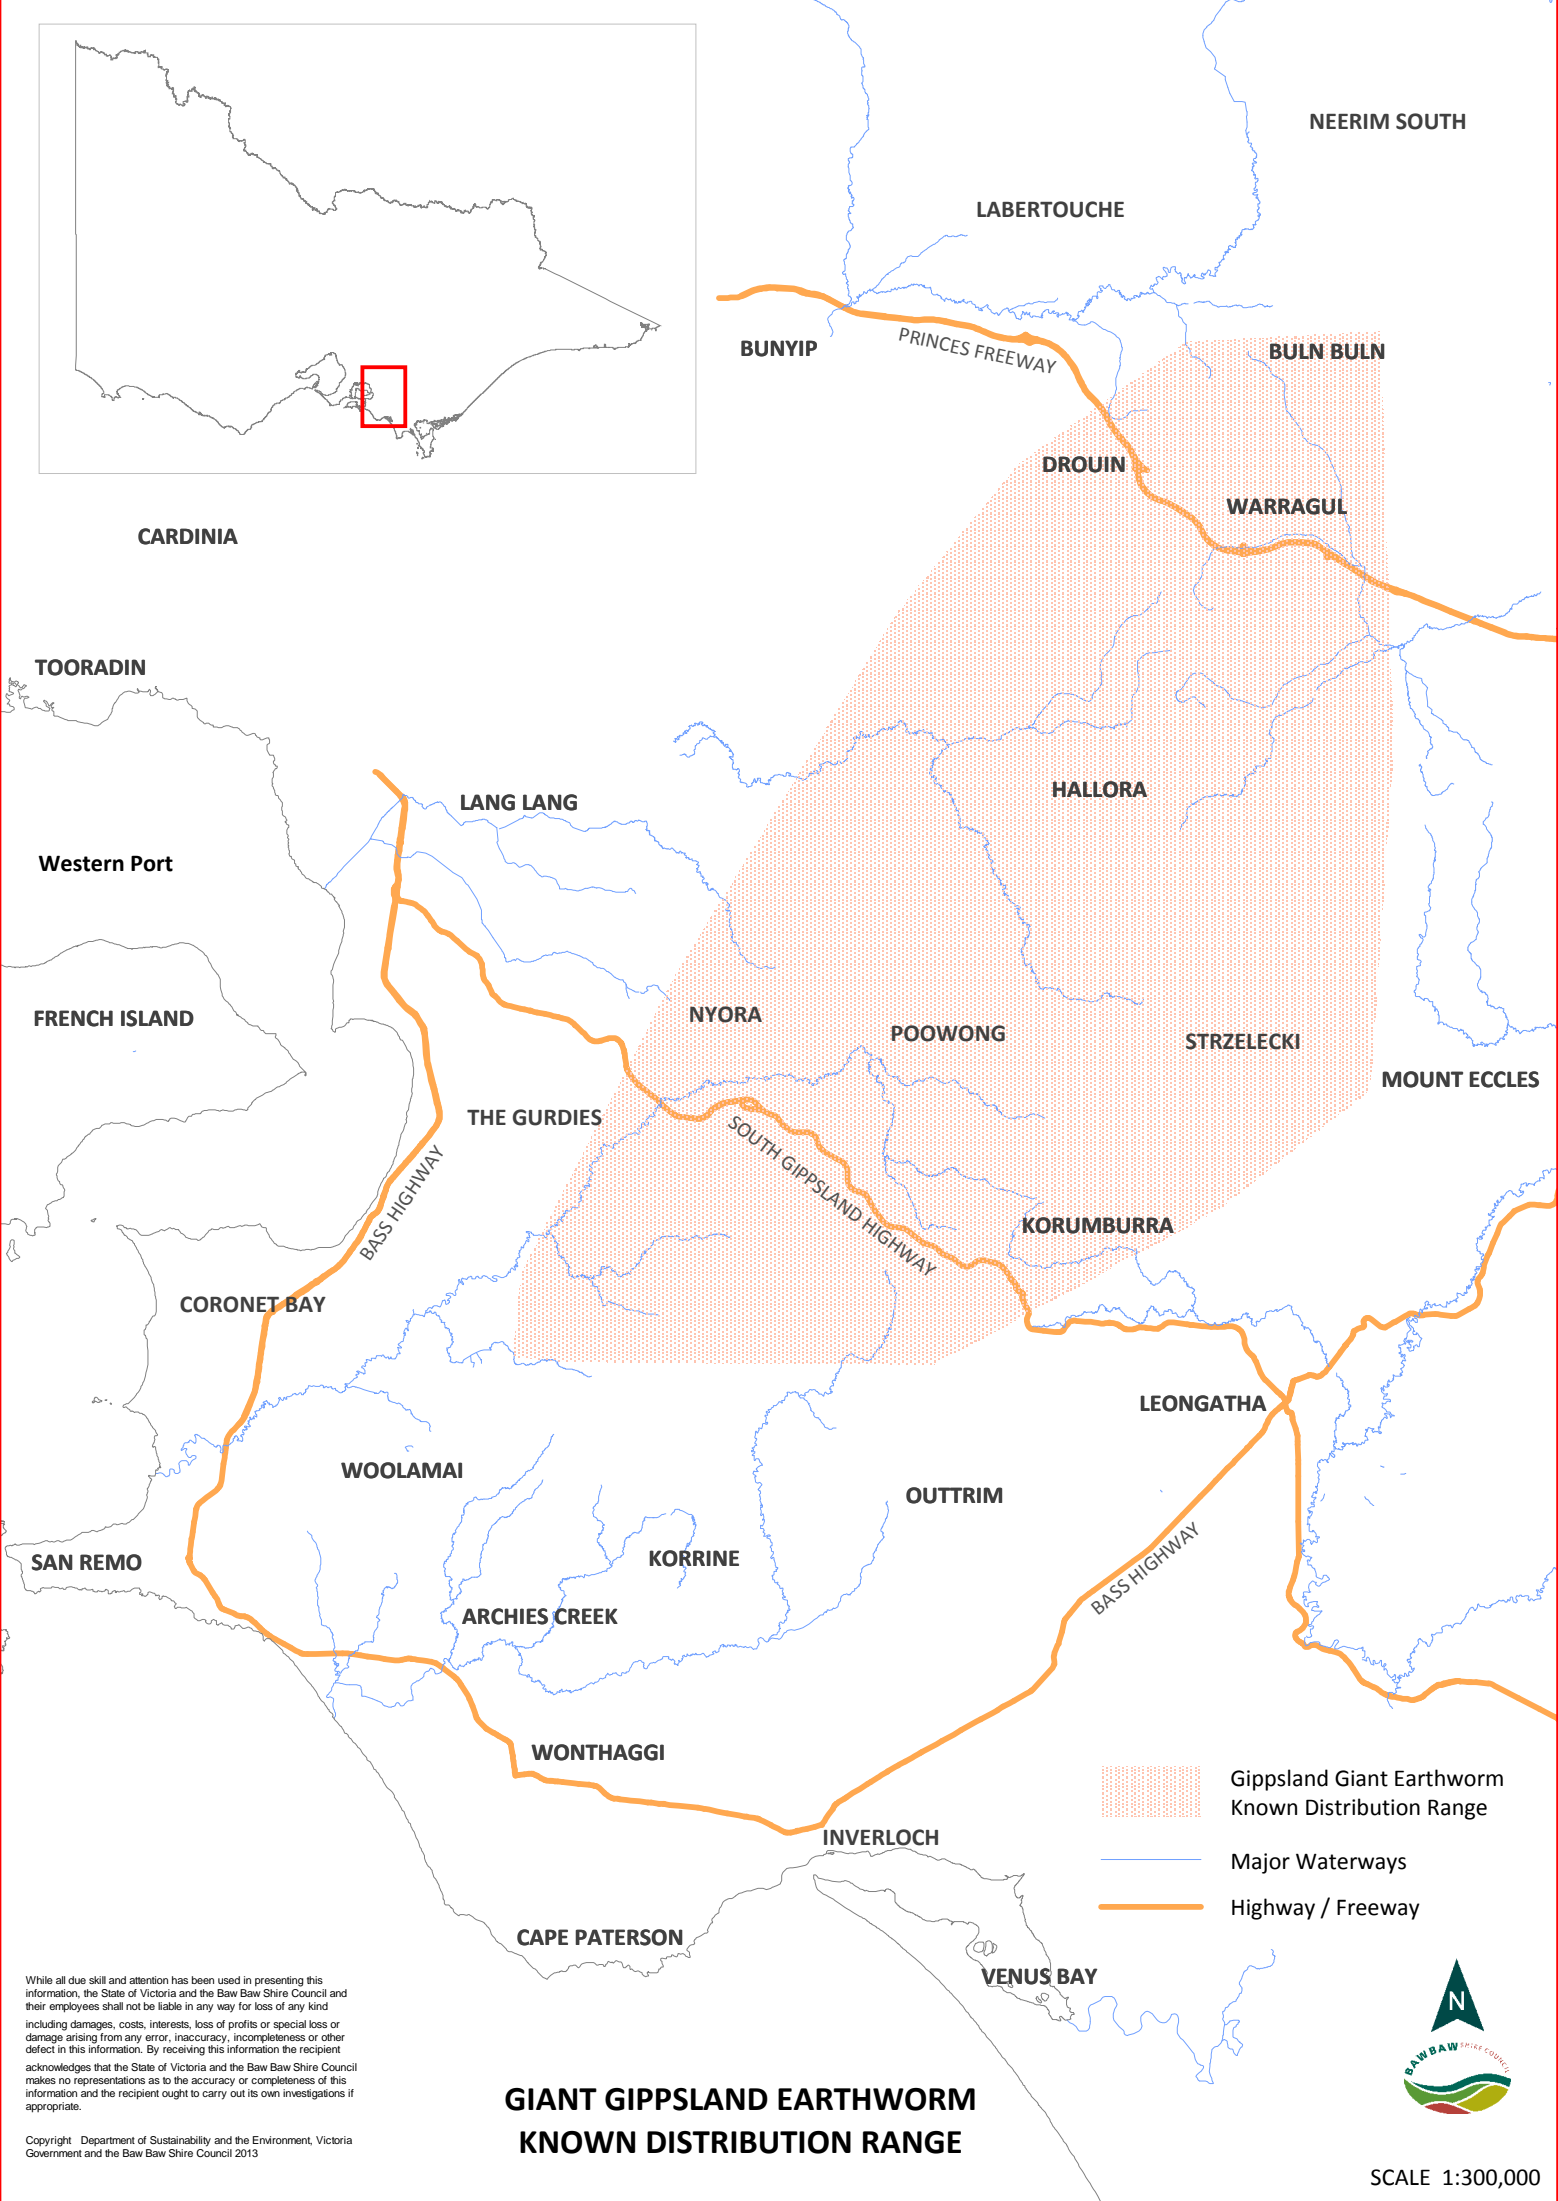 NEERIM SOUTH
LABERTOUCHE
BUNYIP
PRINCES FREEWAY
BULN BULN
DROUIN
WARRAGUL
CARDINIA
TOORADIN
LANG LANG
HALLORA
Western Port
FRENCH ISLAND
NYORA
POOWONG
STRZELECKI
MOUNT ECCLES
THE GURDIES
SOUTH GIPPSLAND HIGHWAY
BASS HIGHWAY
KORUMBURRA
CORONET BAY
LEONGATHA
WOOLAMAI
OUTTRIM
SAN REMO
KORRINE
BASS HIGHWAY
ARCHIES CREEK
WONTHAGGI
INVERLOCH
CAPE PATERSON
VENUS BAY
Gippsland Giant Earthworm
Known Distribution Range
Major Waterways
Highway / Freeway
N
BAWBAW SHIRE COUNCIL
While all due skill and attention has been used in presenting this
information, the State of Victoria and the Baw Baw Shire Council and
their employees shall not be liable in any way for loss of any kind
including damages, costs, interests, loss of profits or special loss or
damage arising from any error, inaccuracy, incompleteness or other
defect in this information. By receiving this information the recipient
acknowledges that the State of Victoria and the Baw Baw Shire Council
makes no representations as to the accuracy or completeness of this
information and the recipient ought to carry out its own investigations if
appropriate.
Copyright Department of Sustainability and the Environment, Victoria
Government and the Baw Baw Shire Council 2013
GIANT GIPPSLAND EARTHWORM
KNOWN DISTRIBUTION RANGE
SCALE 1:300,000